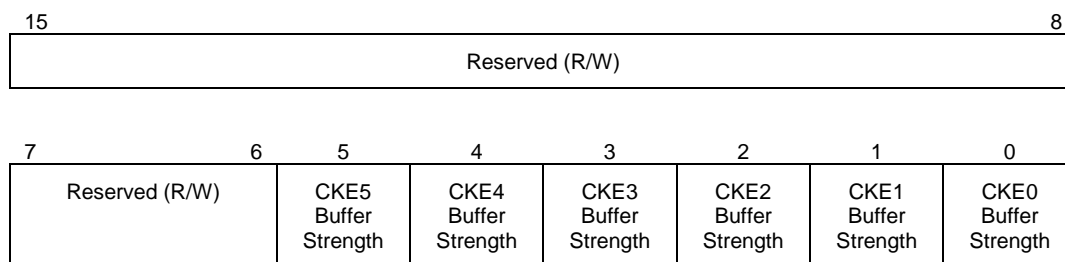 15 8
Reserved (R/W)
7 6 5 4 3 2 1 0
Reserved (R/W) CKE5 CKE4 CKE3 CKE2 CKE1 CKE0
Buffer Buffer Buffer Buffer Buffer Buffer
Strength Strength Strength Strength Strength Strength